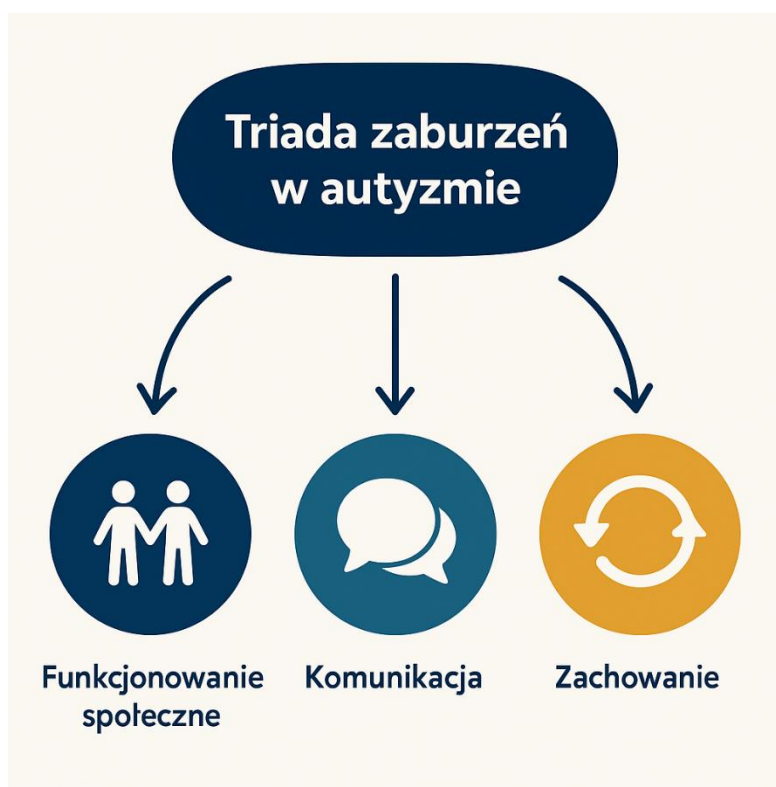 Triada zaburzeń
w autyzmie
Funkcjonowanie
społeczne
Komunikacja
Zachowanie